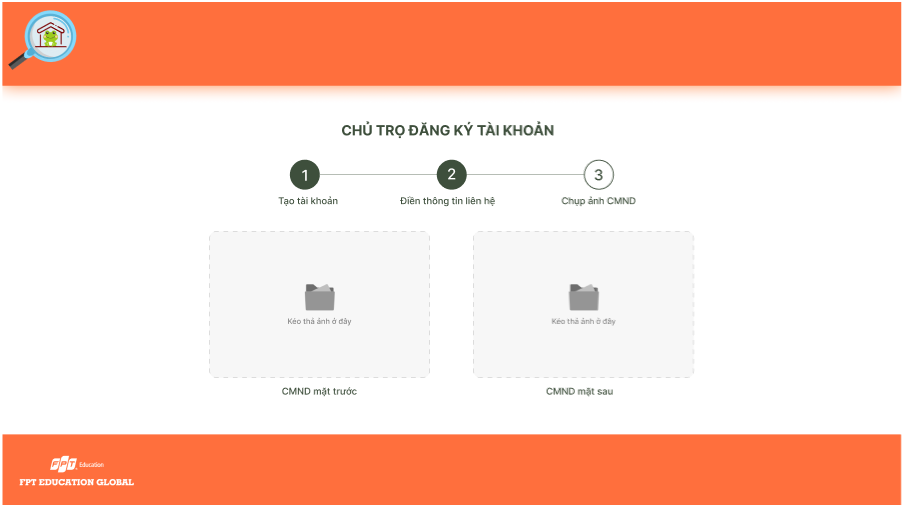 CHỦ TRỌ ĐĂNG KÝ TÀI KHOẢN
1 2 3
Tạo tài khoản Điền thông tin liên hệ Chụp ảnh CMND
Kéo thả ảnh ở đây Kéo thả ảnh ở đây
CMND mặt trước CMND mặt sau
FPT Education
FPT EDUCATION GLOBAL